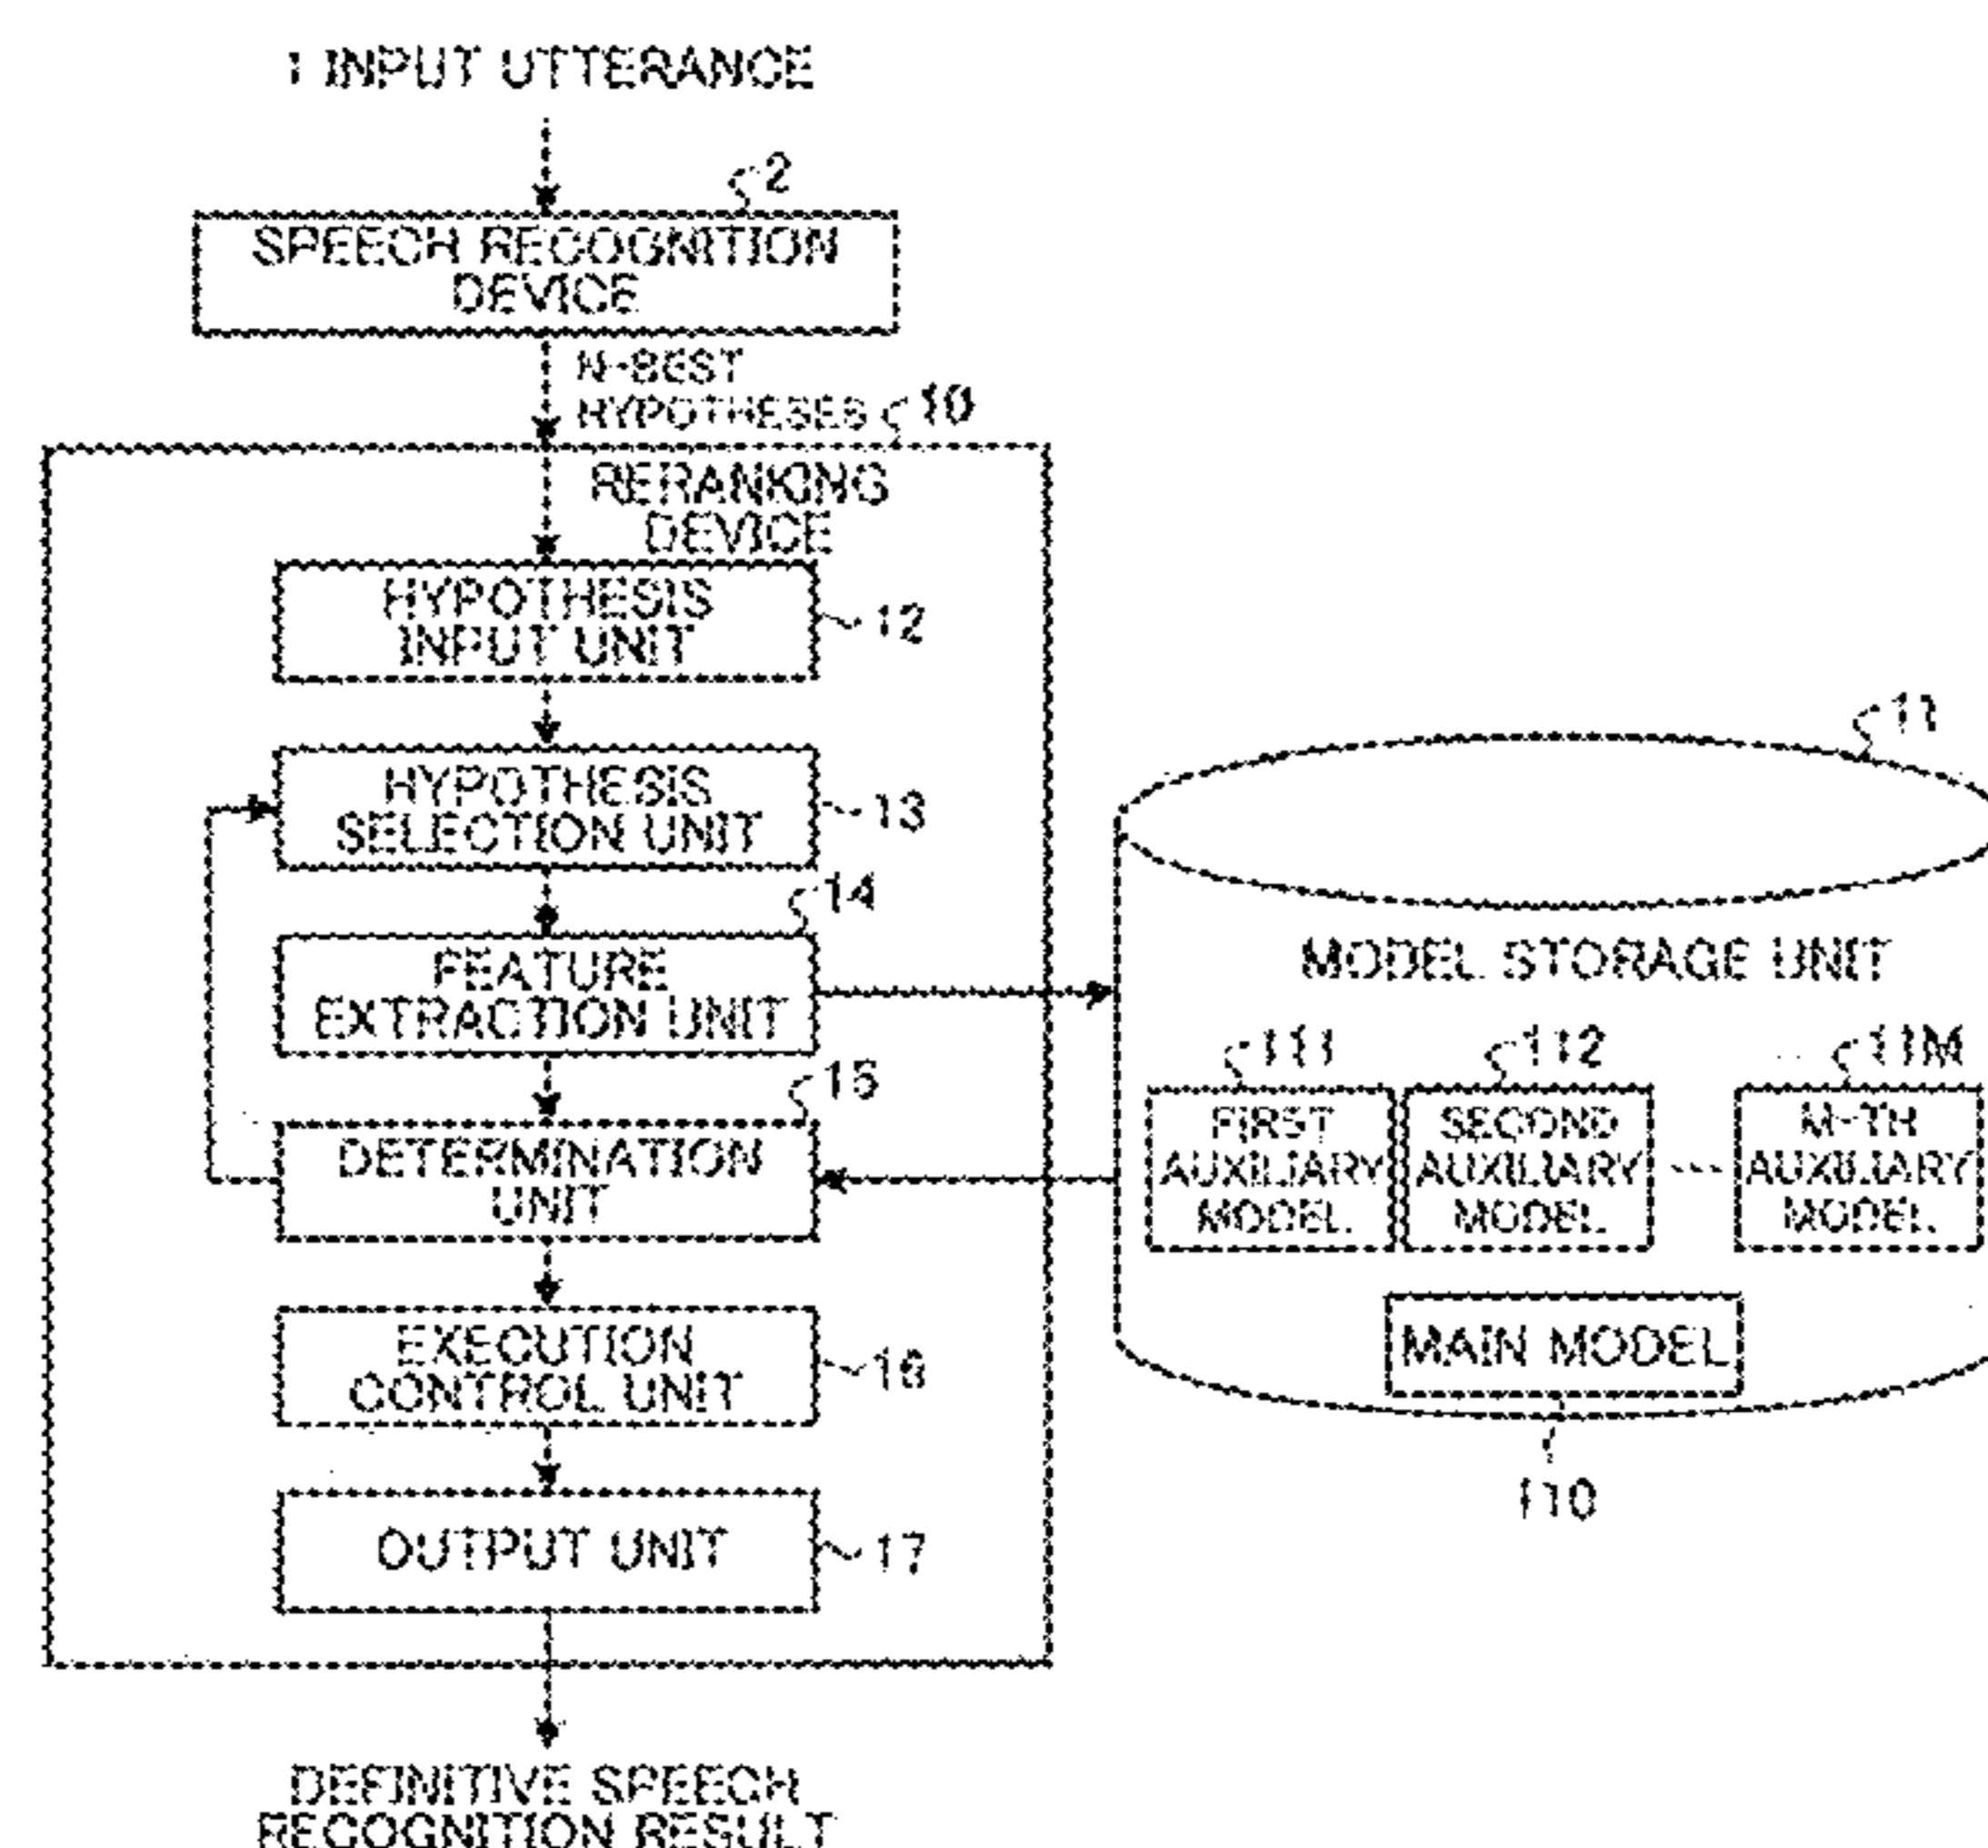 1 INPUT UTTERANCE
2
SPEECH RECOGNITION
DEVICE
N-BEST
HYPOTHESES
10
RERANKING
DEVICE
HYPOTHESIS
INPUT UNIT
12
HYPOTHESIS
SELECTION UNIT
13
14
FEATURE
EXTRACTION UNIT
15
DETERMINATION
UNIT
EXECUTION
CONTROL UNIT
16
OUTPUT UNIT
17
DEFINITIVE SPEECH
RECOGNITION RESULT
11
MODEL STORAGE UNIT
111
FIRST
AUXILIARY
MODEL
112
SECOND
AUXILIARY
MODEL
...
11M
M-TH
AUXILIARY
MODEL
MAIN MODEL
110